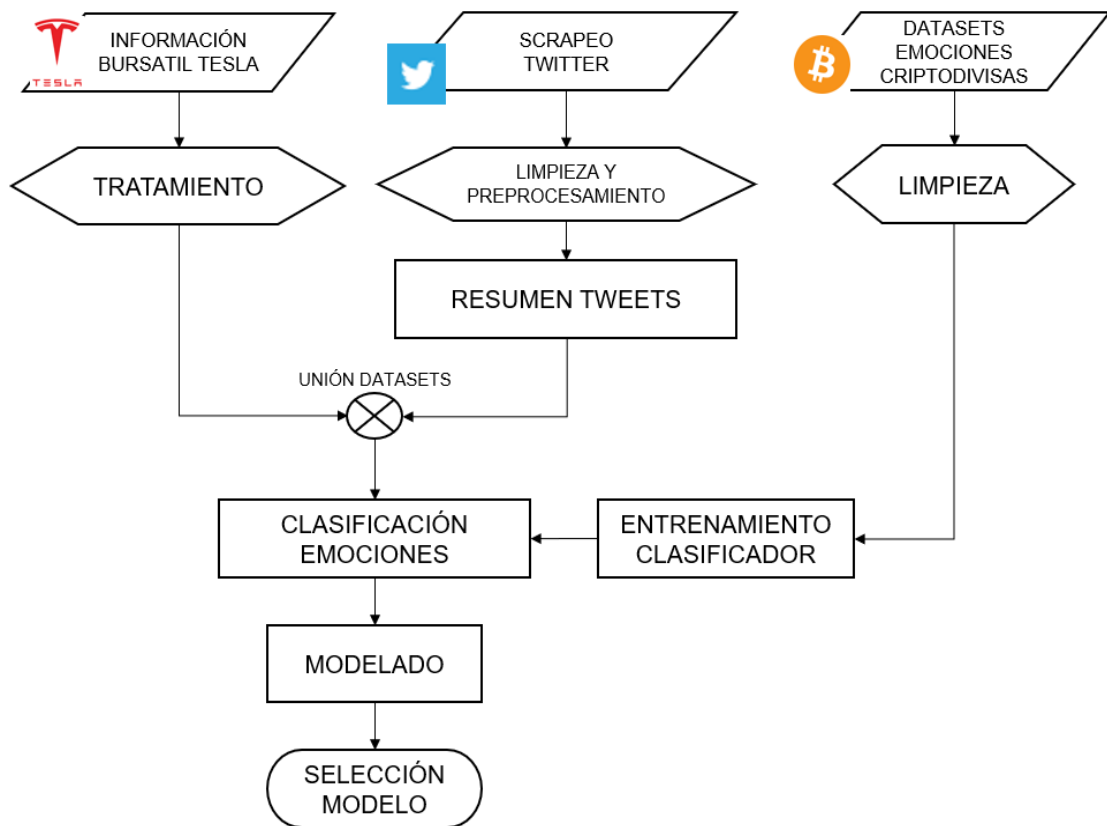 INFORMACIÓN
BURSATIL TESLA
TESLA
SCRAPEO
TWITTER
DATASETS
EMOCIONES
CRIPTODIVISAS
TRATAMIENTO
LIMPIEZA Y
PREPROCESAMIENTO
LIMPIEZA
RESUMEN TWEETS
UNIÓN DATASETS
CLASIFICACIÓN
EMOCIONES
ENTRENAMIENTO
CLASIFICADOR
MODELADO
SELECCIÓN
MODELO